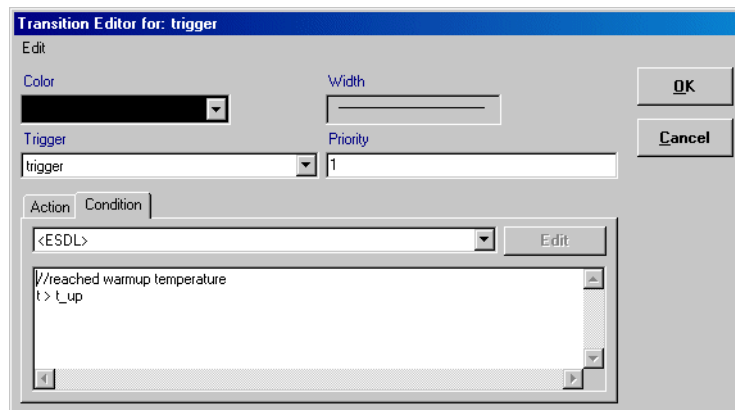 Transition Editor for: trigger
Edit
Color
Width
OK
Trigger
Priority
Cancel
trigger
1
Action
Condition
<ESDL>
Edit
//reached warmup temperature
t > t_up